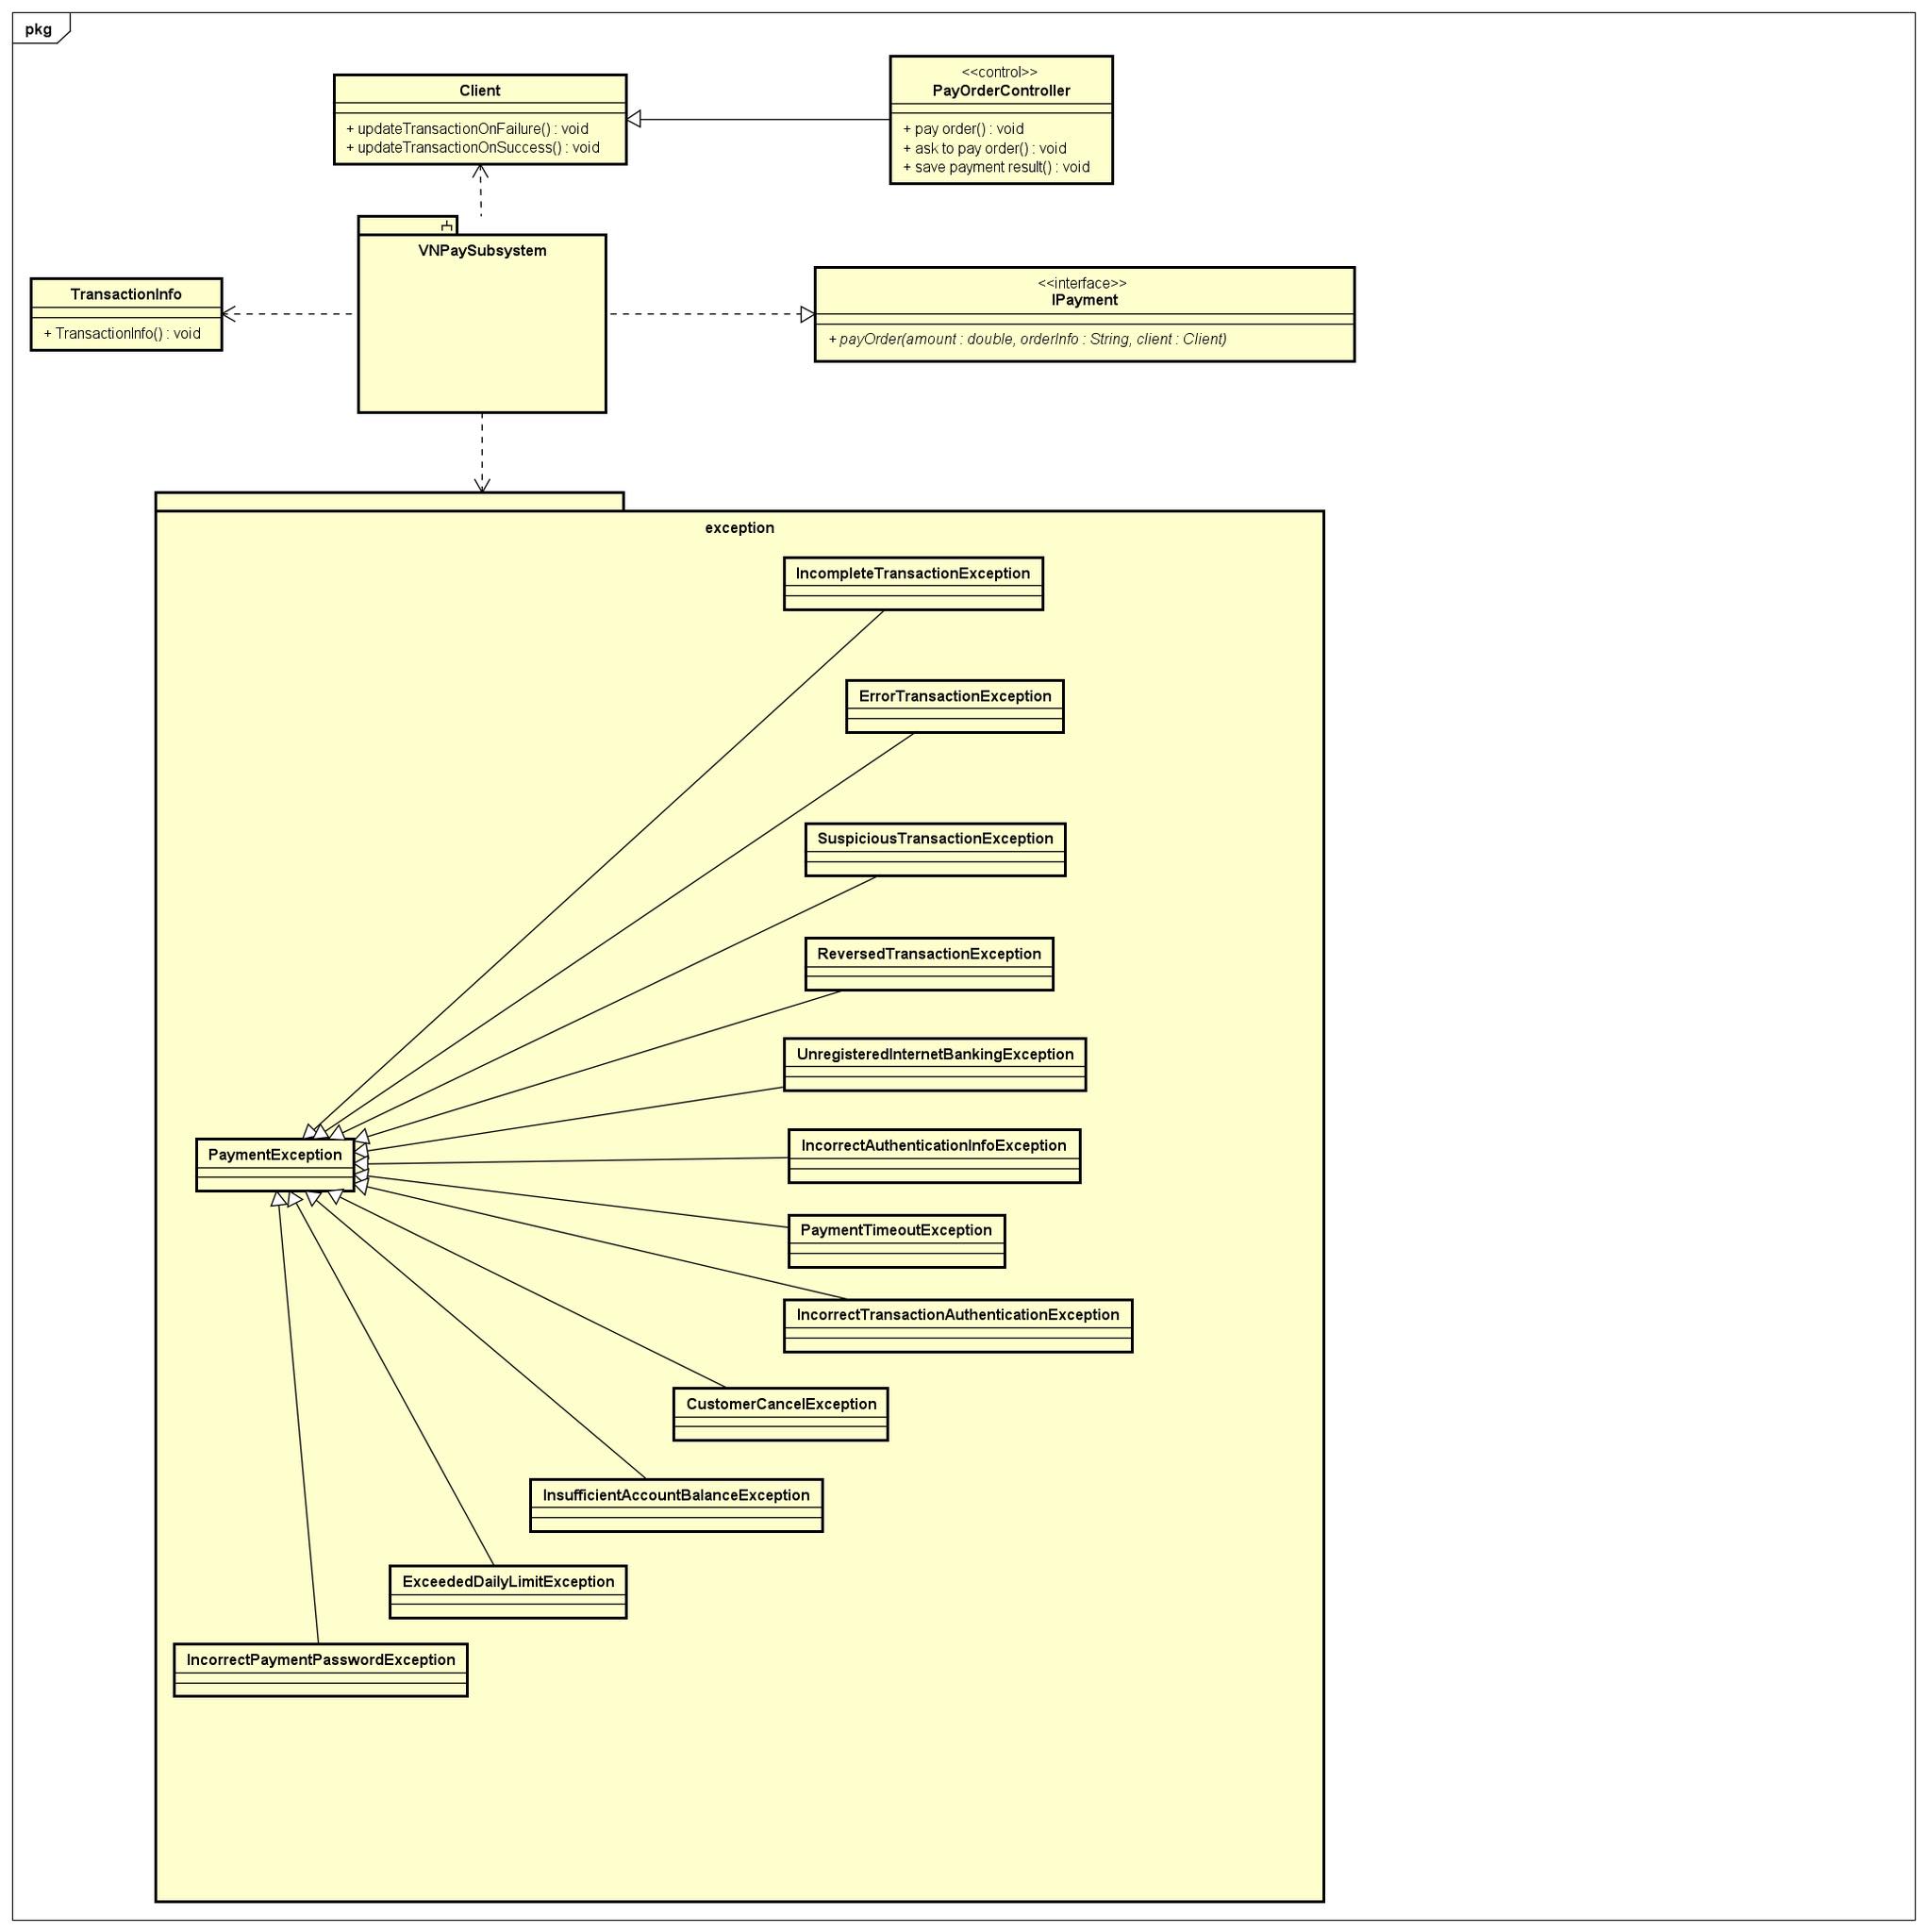 pkg
Client
+ updateTransactionOnFailure() : void
+ updateTransactionOnSuccess() : void
<<control>>
PayOrderController
+ pay order() : void
+ ask to pay order() : void
+ save payment result() : void
VNPaySubsystem
TransactionInfo
+ TransactionInfo() : void
<<interface>>
IPayment
+ payOrder(amount : double, orderInfo : String, client : Client)
exception
IncompleteTransactionException
ErrorTransactionException
SuspiciousTransactionException
ReversedTransactionException
UnregisteredInternetBankingException
IncorrectAuthenticationInfoException
PaymentException
PaymentTimeoutException
IncorrectTransactionAuthenticationException
CustomerCancelException
InsufficientAccountBalanceException
ExceededDailyLimitException
IncorrectPaymentPasswordException